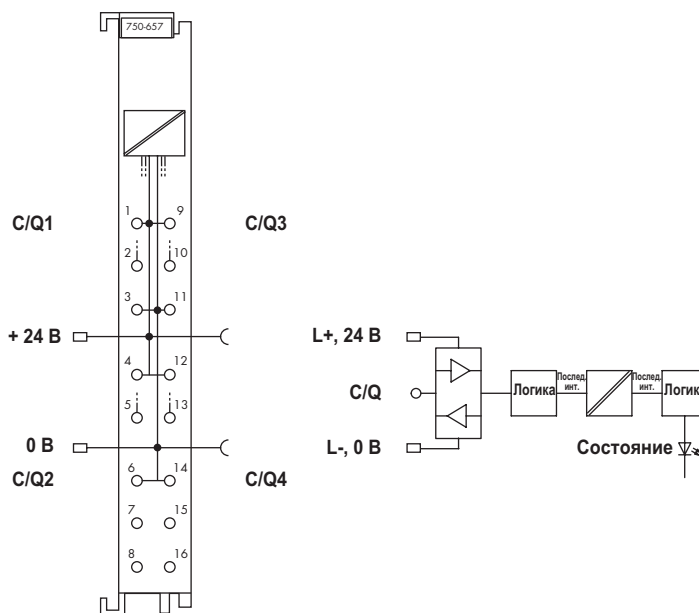 750-657
C/Q1
1
9
C/Q3
2
10
3
11
+ 24 В
4
12
5
13
0 В
C/Q2
6
14
C/Q4
7
15
8
16
L+, 24 В
C/Q
L-, 0 В
Логика
Послед.
инт.
Послед.
инт.
Логик
Состояние